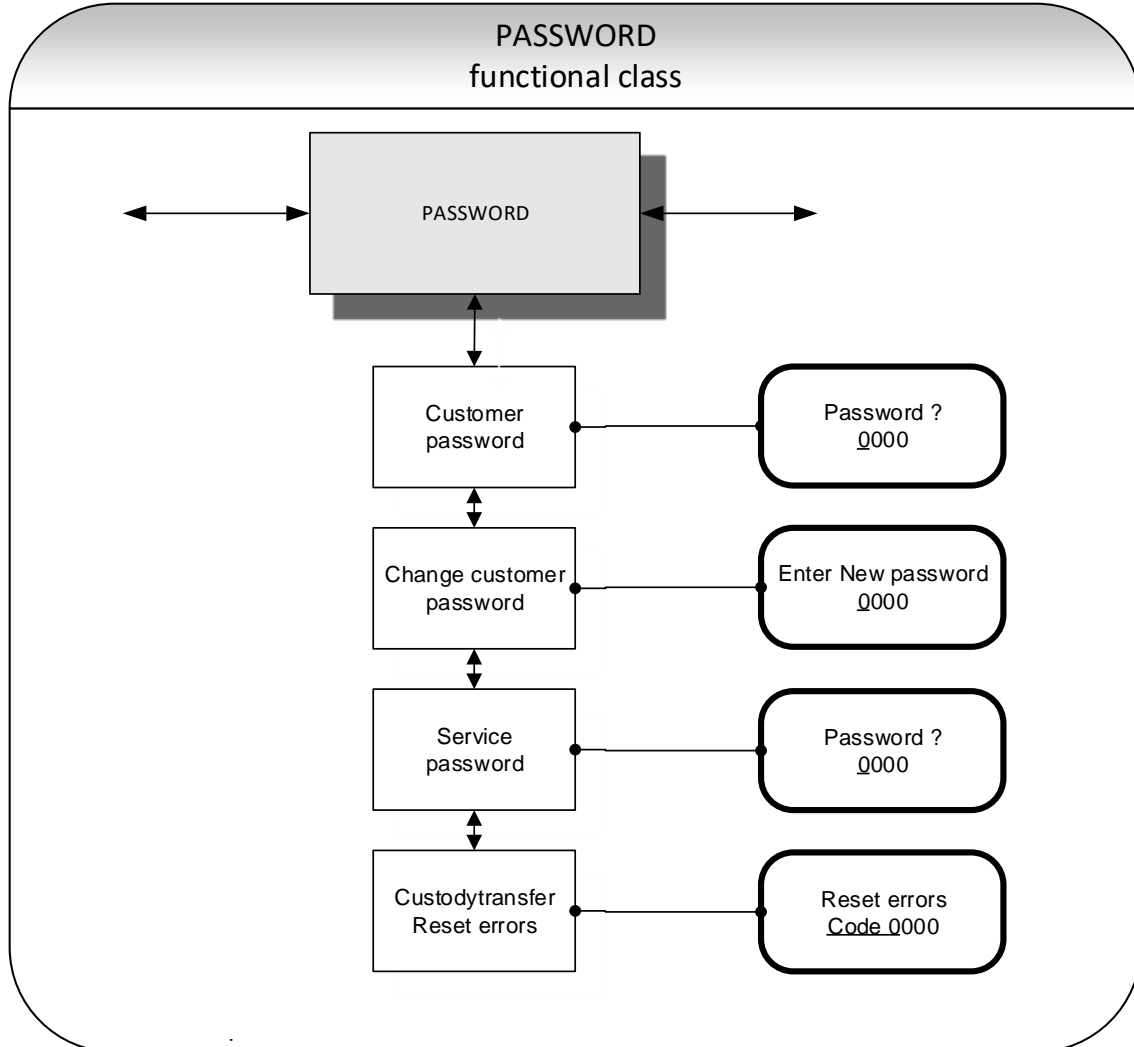 PASSWORD
functional class
PASSWORD
Customer
password
Password ?
0000
Change customer
password
Enter New password
0000
Service
password
Password ?
0000
Custodytransfer
Reset errors
Reset errors
Code 0000